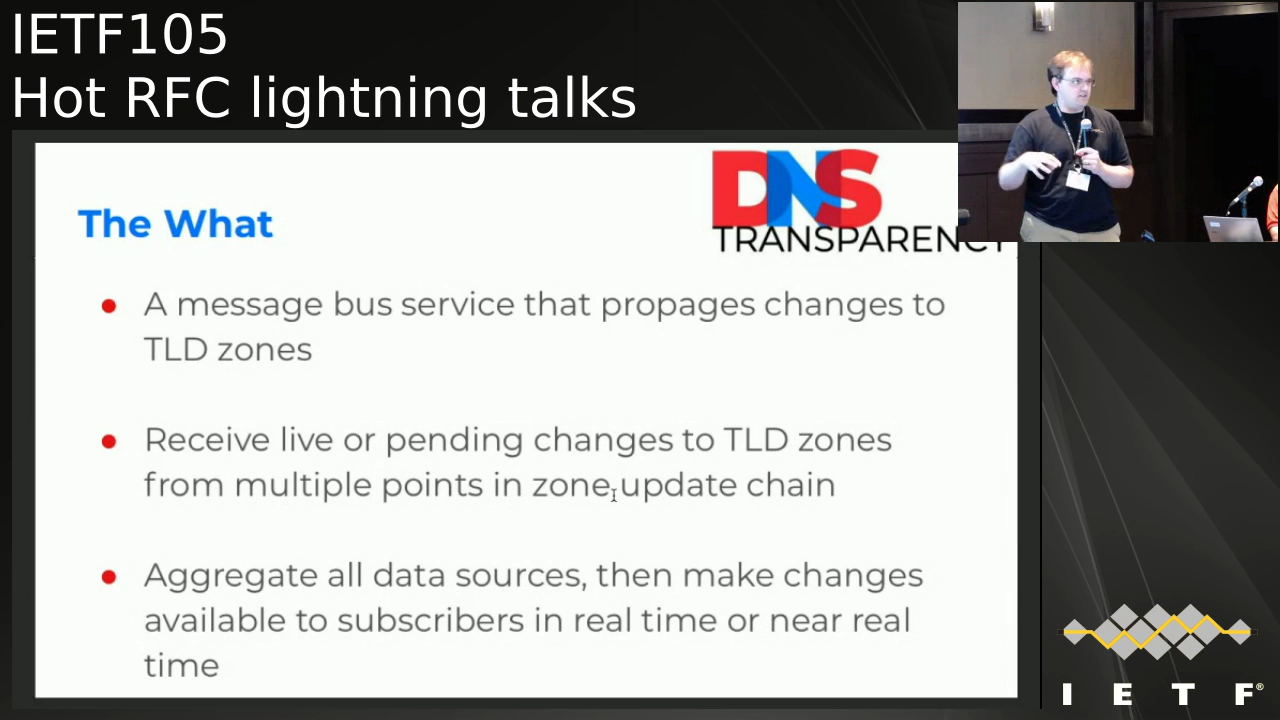 IETF105
Hot RFC lightning talks
DNS
TRANSPARENCY
The What
A message bus service that propages changes to
TLD zones
Receive live or pending changes to TLD zones
from multiple points in zone update chain
Aggregate all data sources, then make changes
available to subscribers in real time or near real
time
I E T F®